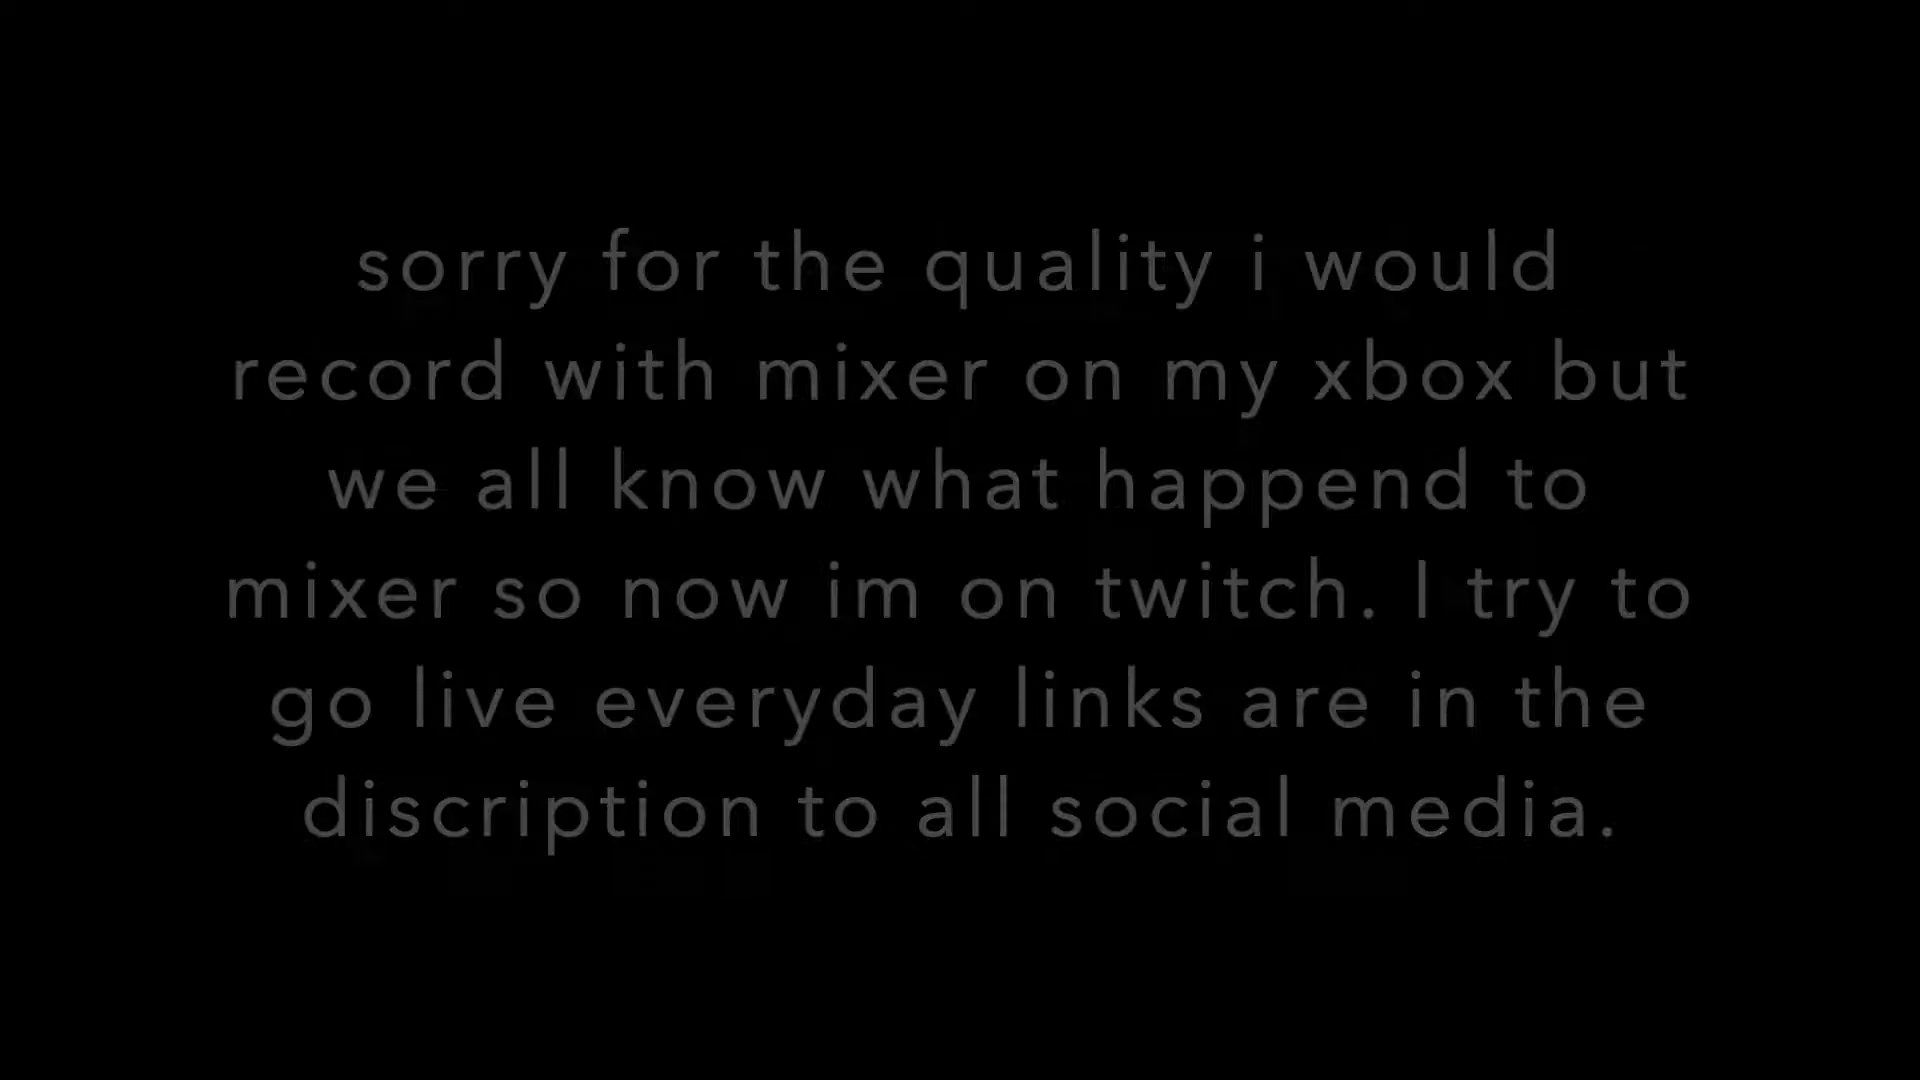 sorry for the quality i would
record with mixer on my xbox but
we all know what happend to
mixer so now im on twitch. I try to
go live everyday links are in the
discription to all social media.